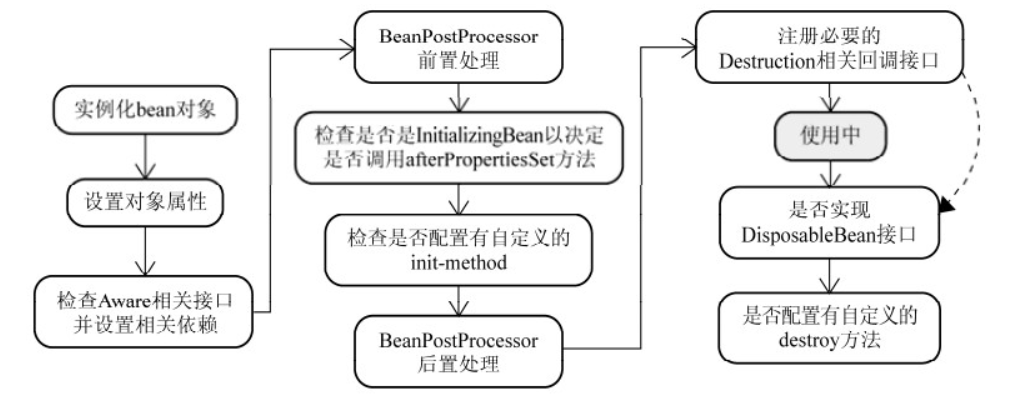 实例化bean对象
设置对象属性
检查Aware相关接口
并设置相关依赖
BeanPostProcessor
前置处理
检查是否是InitializingBean以决定
是否调用afterPropertiesSet方法
检查是否配置有自定义的
init-method
BeanPostProcessor
后置处理
注册必要的
Destruction相关回调接口
使用中
是否实现
DisposableBean接口
是否配置有自定义的
destroy方法